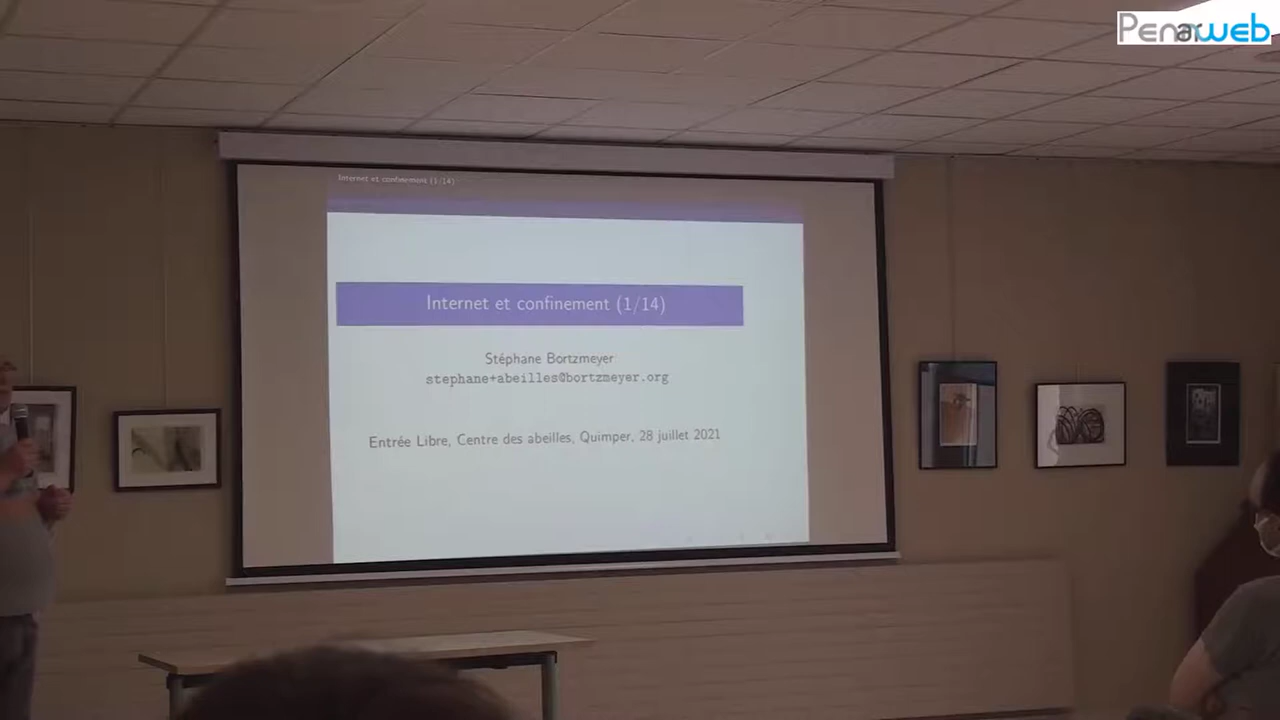 Penarweb
Internet et confinement (1/14)
Internet et confinement (1/14)
Stéphane Bortzmeyer
stephane+abeilles@bortzmeyer.org
Entrée Libre, Centre des abeilles, Quimper, 28 juillet 2021